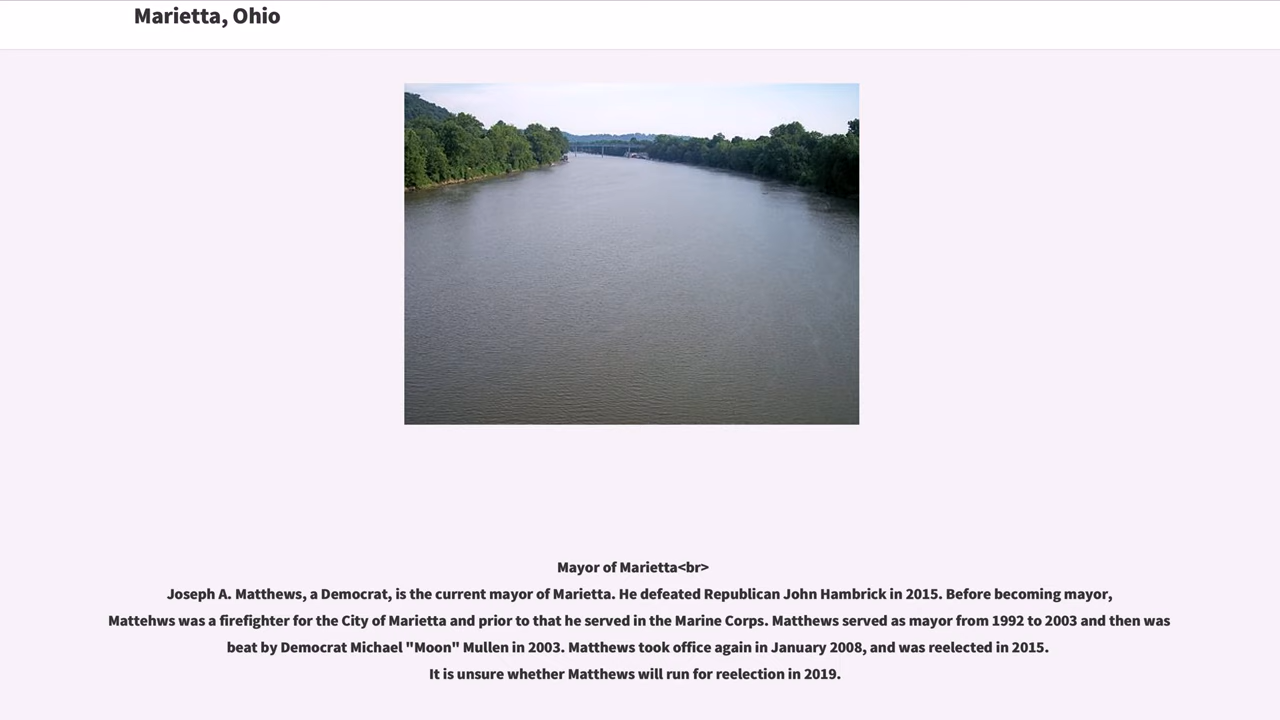 Marietta, Ohio
Mayor of Marietta<br>
Joseph A. Matthews, a Democrat, is the current mayor of Marietta. He defeated Republican John Hambrick in 2015. Before becoming mayor,
Mattehws was a firefighter for the City of Marietta and prior to that he served in the Marine Corps. Matthews served as mayor from 1992 to 2003 and then was
beat by Democrat Michael "Moon" Mullen in 2003. Matthews took office again in January 2008, and was reelected in 2015.
It is unsure whether Matthews will run for reelection in 2019.